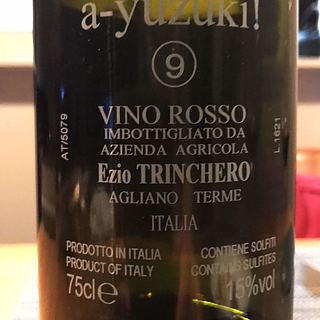 a-yuzuki!
9
VINO ROSSO
IMBOTTIGLIATO DA
AZIENDA AGRICOLA
Ezio TRINCHERO
AGLIANO TERME
ITALIA
AT/5079
L.1621
PRODOTTO IN ITALIA
PRODUCT OF ITALY
75cl e
CONTIENE SOLFITI
CONTAINS SULFITES
15%vol